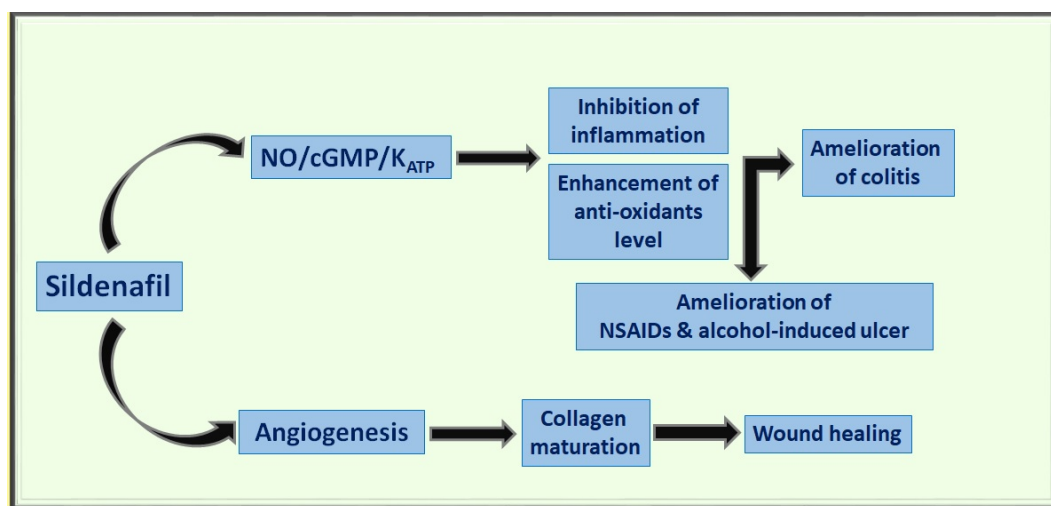 Sildenafil
NO/cGMP/KATP
Inhibition of
inflammation
Enhancement of
anti-oxidants
level
Amelioration
of colitis
Amelioration of
NSAIDs & alcohol-induced ulcer
Angiogenesis
Collagen
maturation
Wound healing